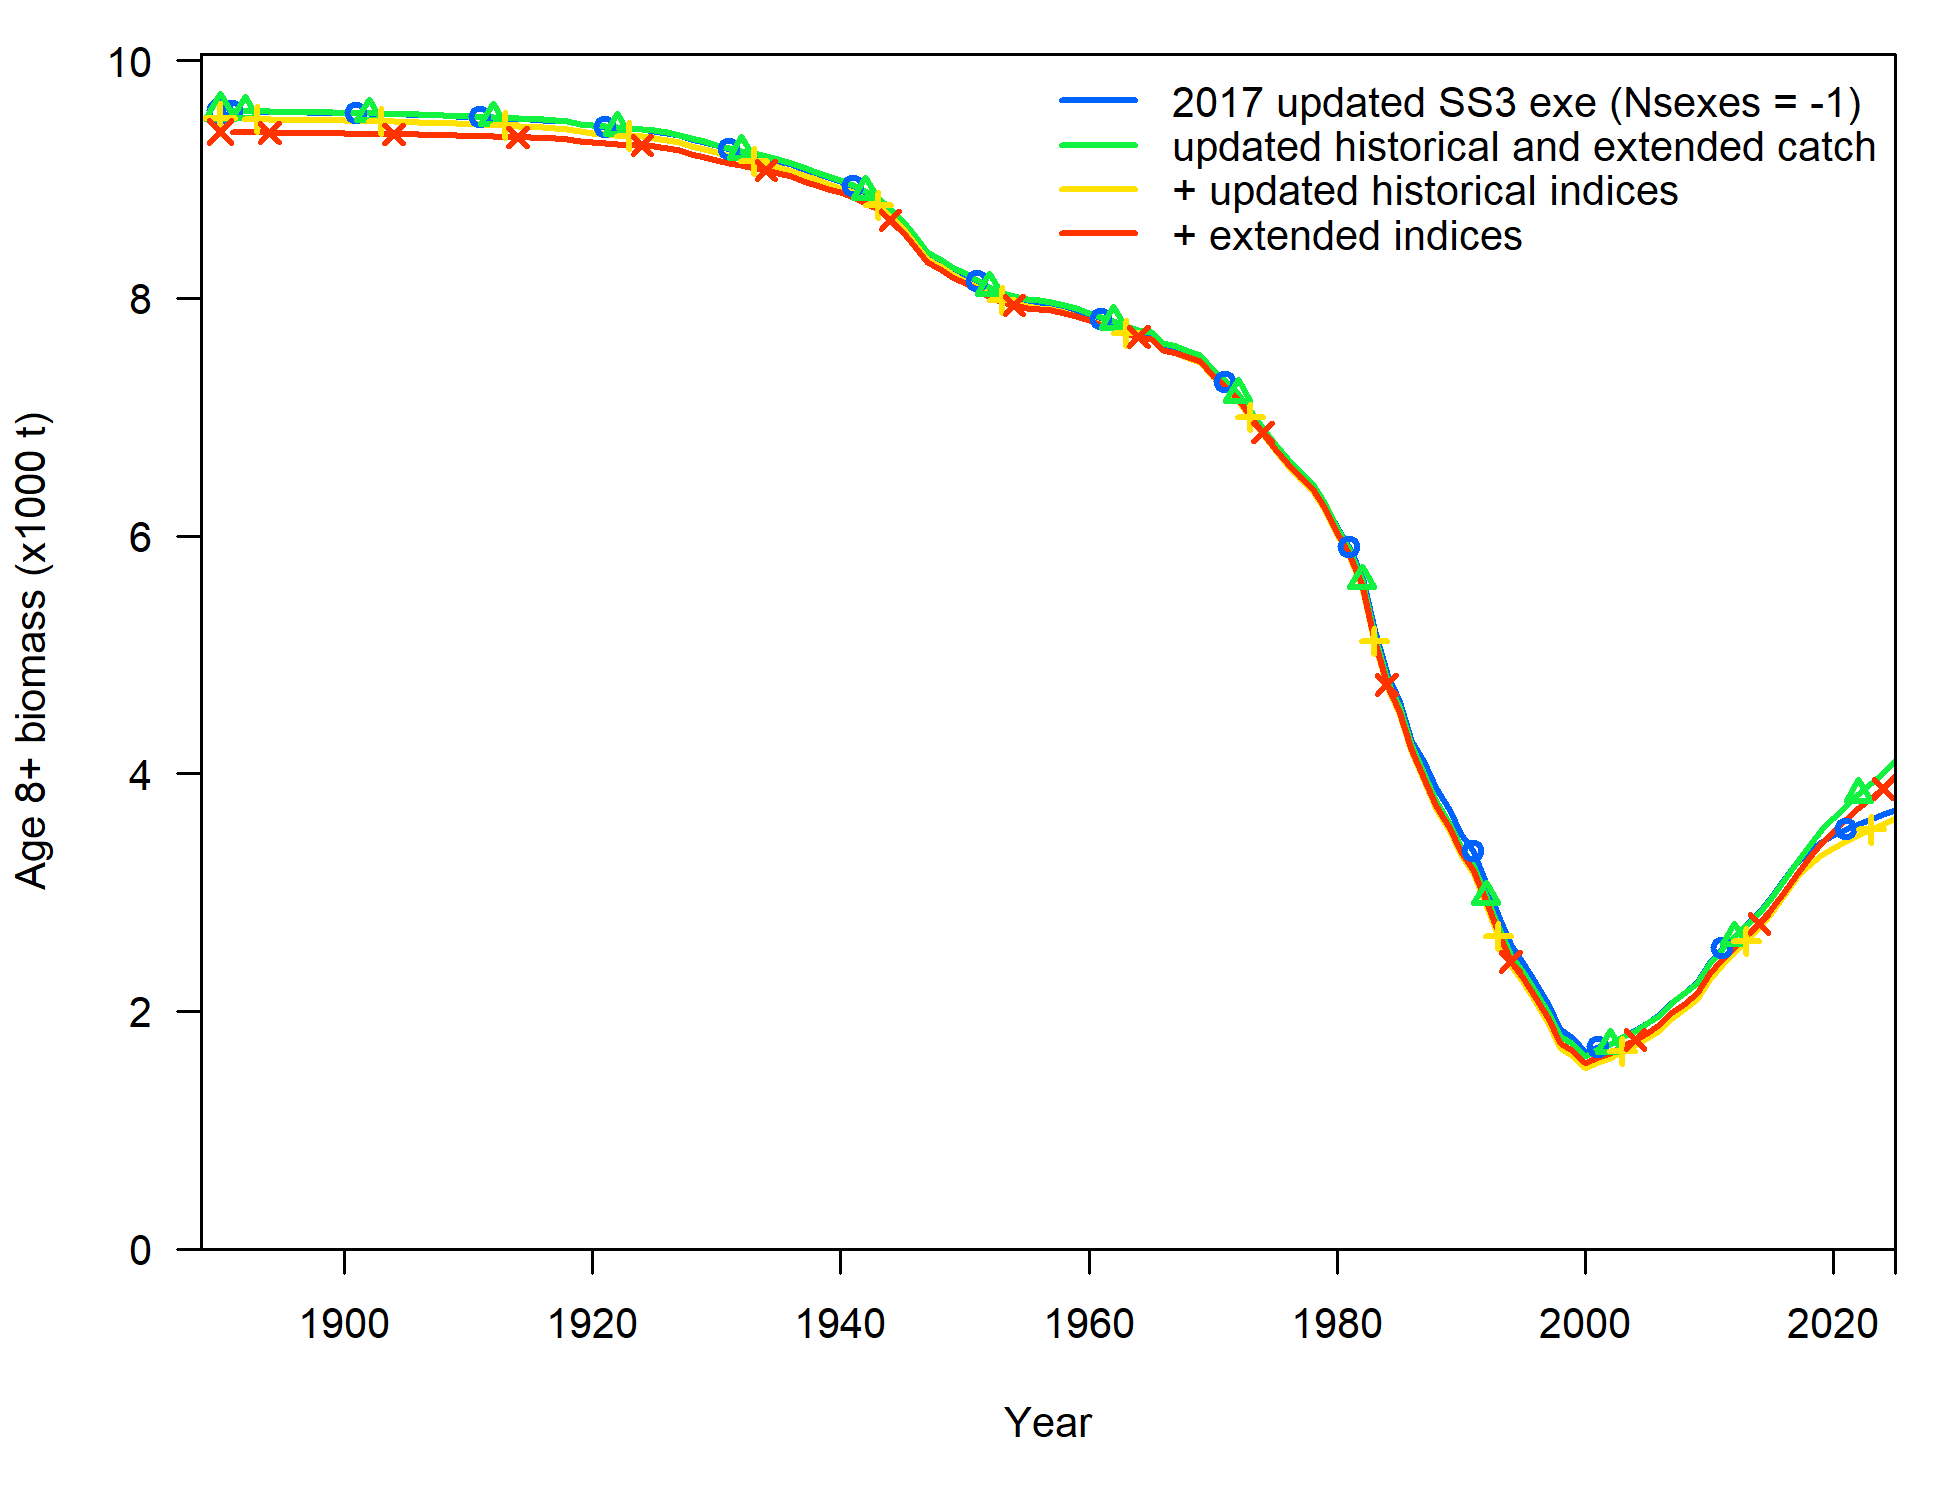 2017 updated SS3 exe (Nsexes = -1)
updated historical and extended catch
+ updated historical indices
+ extended indices
Age 8+ biomass (x1000 t)
10
8
6
4
2
0
1900 1920 1940 1960 1980 2000 2020
Year